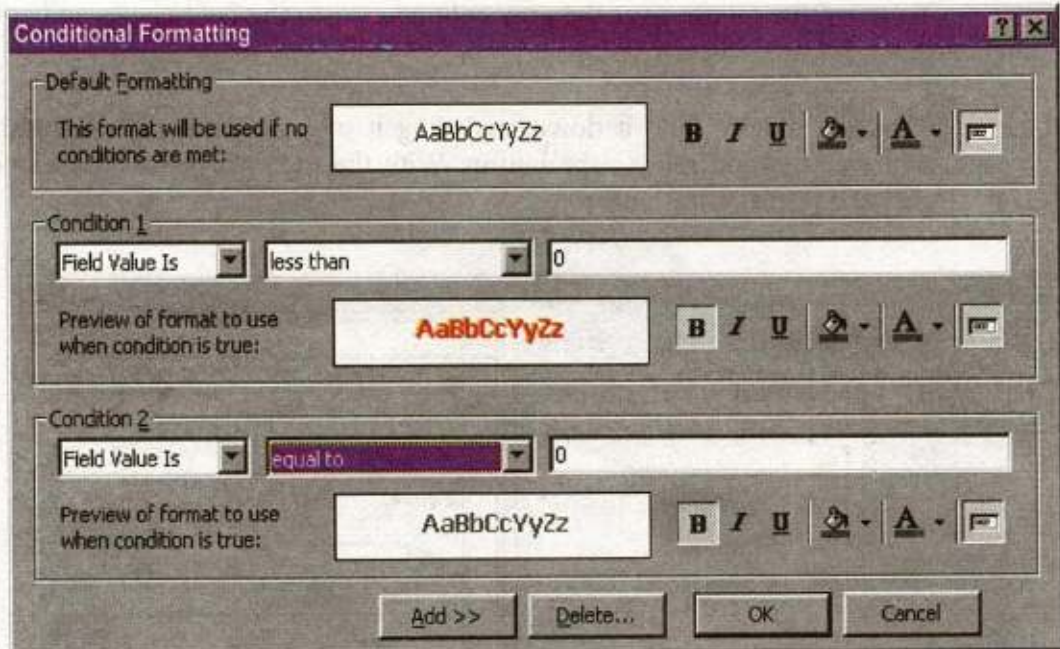 Conditional Formatting
Default Formatting
This format will be used if no
conditions are met:
AaBbCcYyZz
B I U A
Condition 1
Field Value Is
less than
0
Preview of format to use
when condition is true:
AaBbCcYyZz
B I U A
Condition 2
Field Value Is
equal to
0
Preview of format to use
when condition is true:
AaBbCcYyZz
B I U A
Add >>
Delete...
OK
Cancel